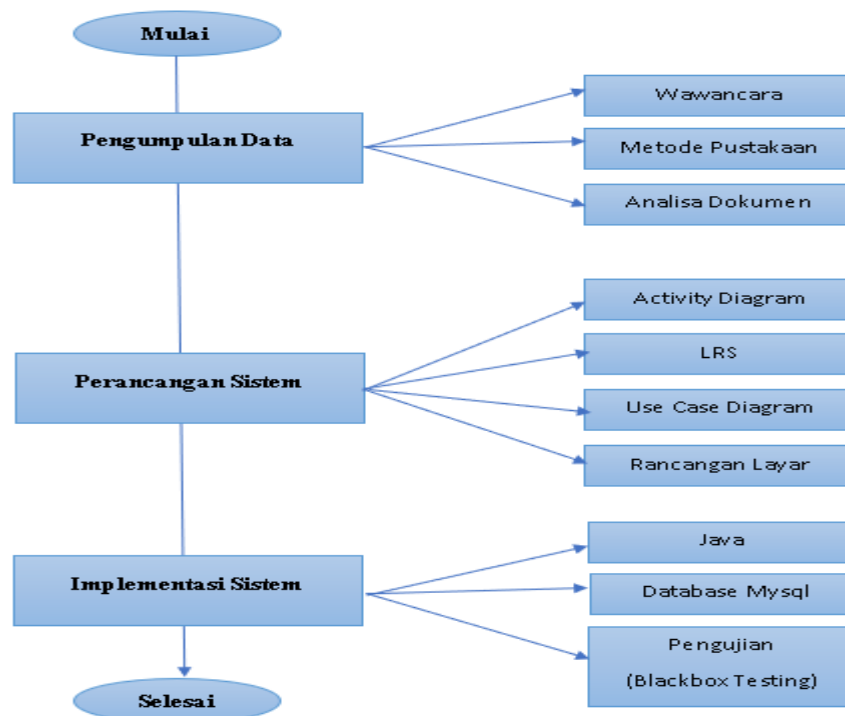 Mulai
Pengumpulan Data
Wawancara
Metode Pustakaan
Analisa Dokumen
Perancangan Sistem
Activity Diagram
LRS
Use Case Diagram
Rancangan Layar
Implementasi Sistem
Java
Database Mysql
Pengujian
(Blackbox Testing)
Selesai